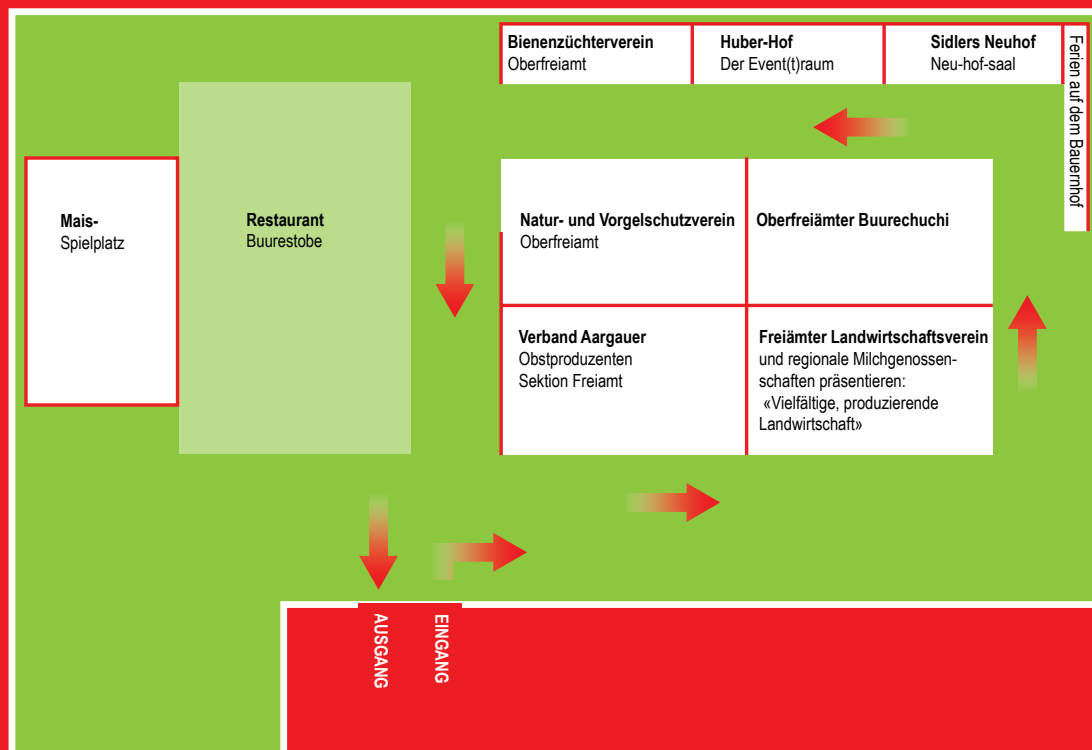 Bienenzüchterverein
Oberfreiamt
Huber-Hof
Der Event(t)raum
Sidlers Neuhof
Neu-hof-saal
Ferien auf dem Bauernhof
Mais-
Spielplatz
Restaurant
Buurestobe
Natur- und Vorgelschutzverein
Oberfreiamt
Oberfreiämter Buurechuchi
Verband Aargauer
Obstproduzenten
Sektion Freiamt
Freiämter Landwirtschaftsverein
und regionale Milchgenossen-
schaften präsentieren:
«Vielfältige, produzierende
Landwirtschaft»
AUSGANG
EINGANG